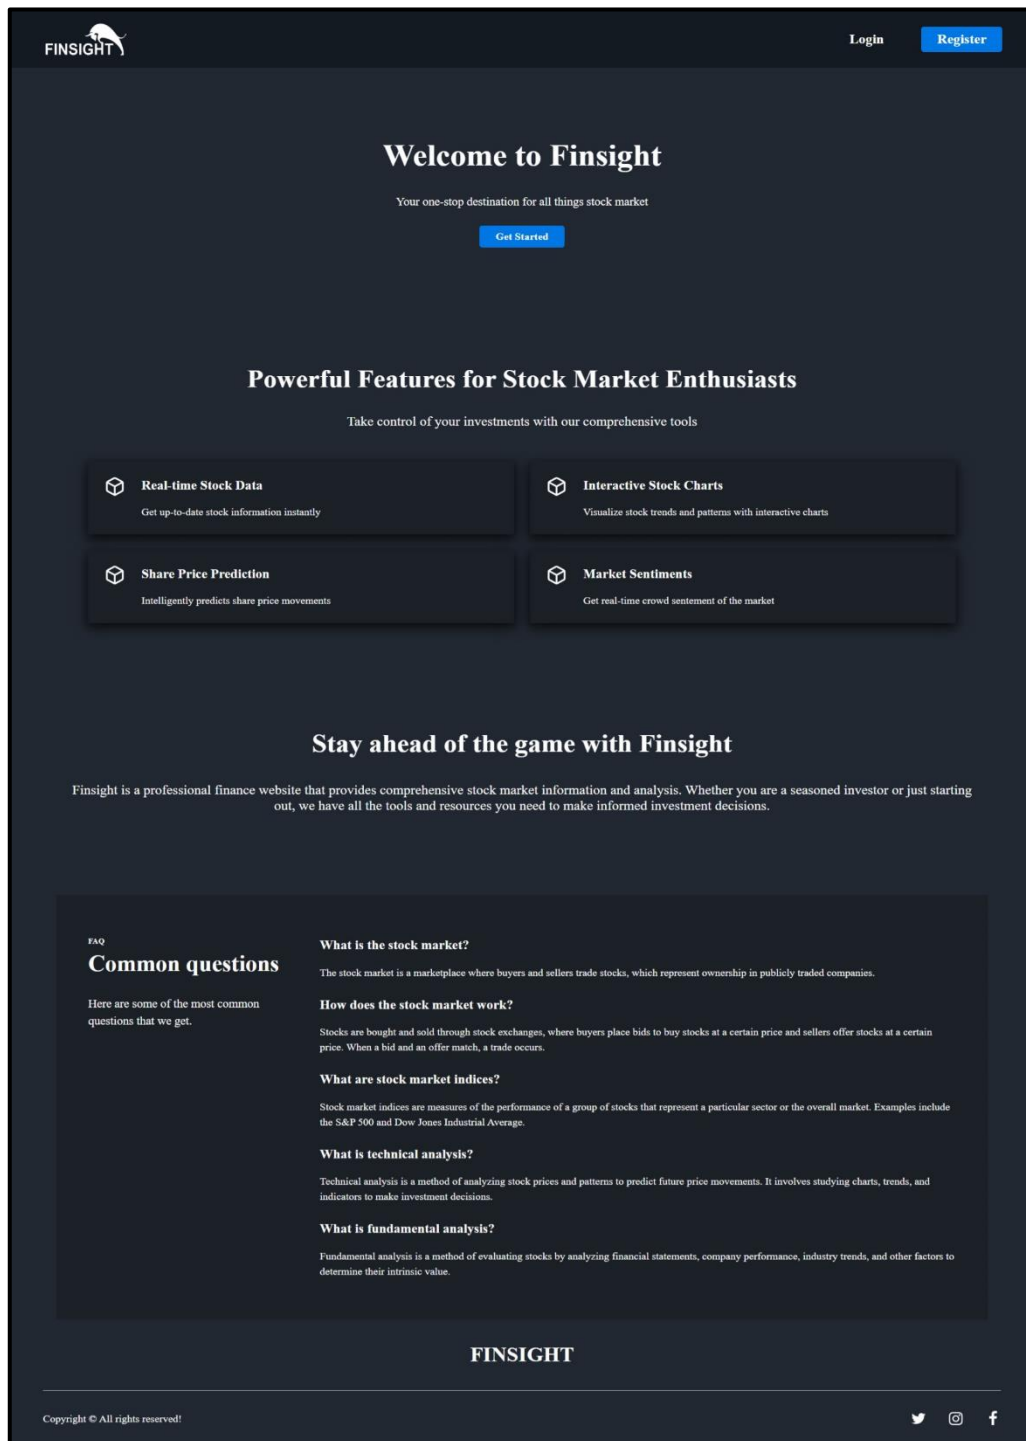 FINSIGHT
Login
Register
Welcome to Finsight
Your one-stop destination for all things stock market
Get Started
Powerful Features for Stock Market Enthusiasts
Take control of your investments with our comprehensive tools
Real-time Stock Data
Get up-to-date stock information instantly
Interactive Stock Charts
Visualize stock trends and patterns with interactive charts
Share Price Prediction
Intelligently predicts share price movements
Market Sentiments
Get real-time crowd sentement of the market
Stay ahead of the game with Finsight
Finsight is a professional finance website that provides comprehensive stock market information and analysis. Whether you are a seasoned investor or just starting
out, we have all the tools and resources you need to make informed investment decisions.
FAQ
Common questions
Here are some of the most common
questions that we get.
What is the stock market?
The stock market is a marketplace where buyers and sellers trade stocks, which represent ownership in publicly traded companies.
How does the stock market work?
Stocks are bought and sold through stock exchanges, where buyers place bids to buy stocks at a certain price and sellers offer stocks at a certain
price. When a bid and an offer match, a trade occurs.
What are stock market indices?
Stock market indices are measures of the performance of a group of stocks that represent a particular sector or the overall market. Examples include
the S&P 500 and Dow Jones Industrial Average.
What is technical analysis?
Technical analysis is a method of analyzing stock prices and patterns to predict future price movements. It involves studying charts, trends, and
indicators to make investment decisions.
What is fundamental analysis?
Fundamental analysis is a method of evaluating stocks by analyzing financial statements, company performance, industry trends, and other factors to
determine their intrinsic value.
FINSIGHT
Copyright © All rights reserved!